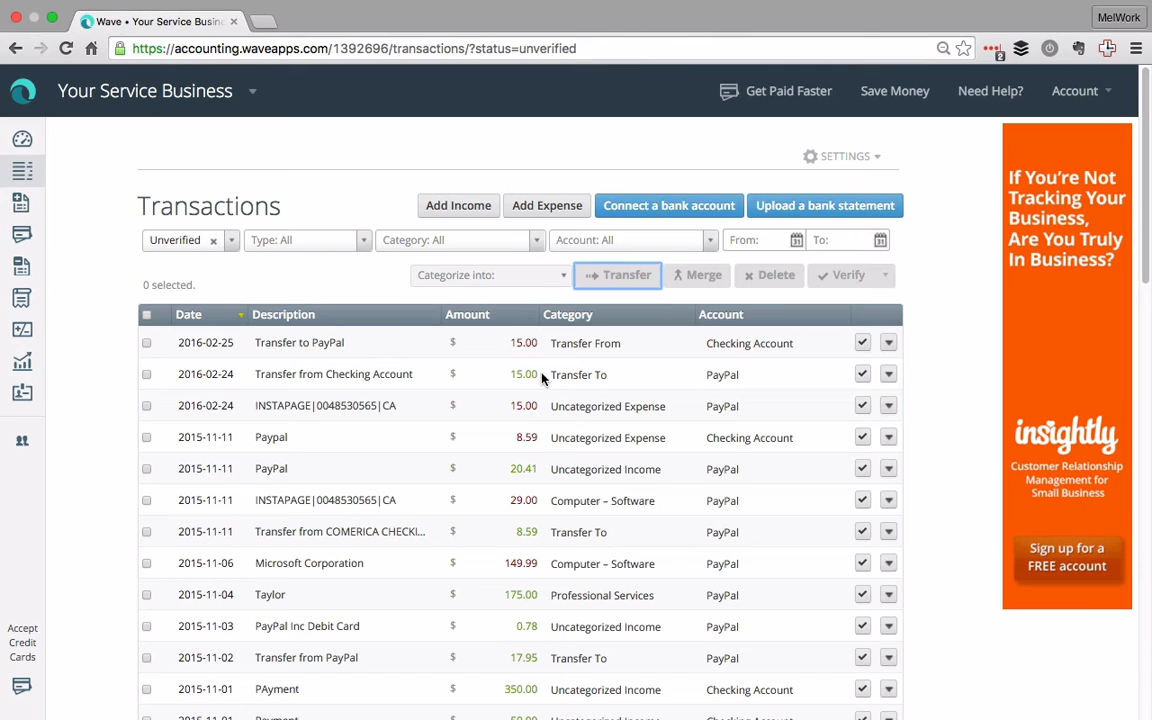 Wave • Your Service Busine
MelWork
https://accounting.waveapps.com/1392696/transactions/?status=unverified
2
Your Service Business
Get Paid Faster
Save Money
Need Help?
Account
SETTINGS
Transactions
Add Income
Add Expense
Connect a bank account
Upload a bank statement
Unverified
Type: All
Category: All
Account: All
From:
To:
0 selected.
Categorize into:
Transfer
Merge
Delete
Verify
Date Description Amount Category Account
2016-02-25 Transfer to PayPal $ 15.00 Transfer From Checking Account
2016-02-24 Transfer from Checking Account $ 15.00 Transfer To PayPal
2016-02-24 INSTAPAGE|0048530565|CA $ 15.00 Uncategorized Expense PayPal
2015-11-11 Paypal $ 8.59 Uncategorized Expense Checking Account
2015-11-11 PayPal $ 20.41 Uncategorized Income PayPal
2015-11-11 INSTAPAGE|0048530565|CA $ 29.00 Computer – Software PayPal
2015-11-11 Transfer from COMERICA CHECKI... $ 8.59 Transfer To PayPal
2015-11-06 Microsoft Corporation $ 149.99 Computer – Software PayPal
2015-11-04 Taylor $ 175.00 Professional Services PayPal
2015-11-03 PayPal Inc Debit Card $ 0.78 Uncategorized Income PayPal
2015-11-02 Transfer from PayPal $ 17.95 Transfer To PayPal
2015-11-01 PAyment $ 350.00 Uncategorized Income Checking Account
Accept
Credit
Cards
If You're Not
Tracking Your
Business,
Are You Truly
In Business?
insightly
Customer Relationship
Management for
Small Business
Sign up for a
FREE account